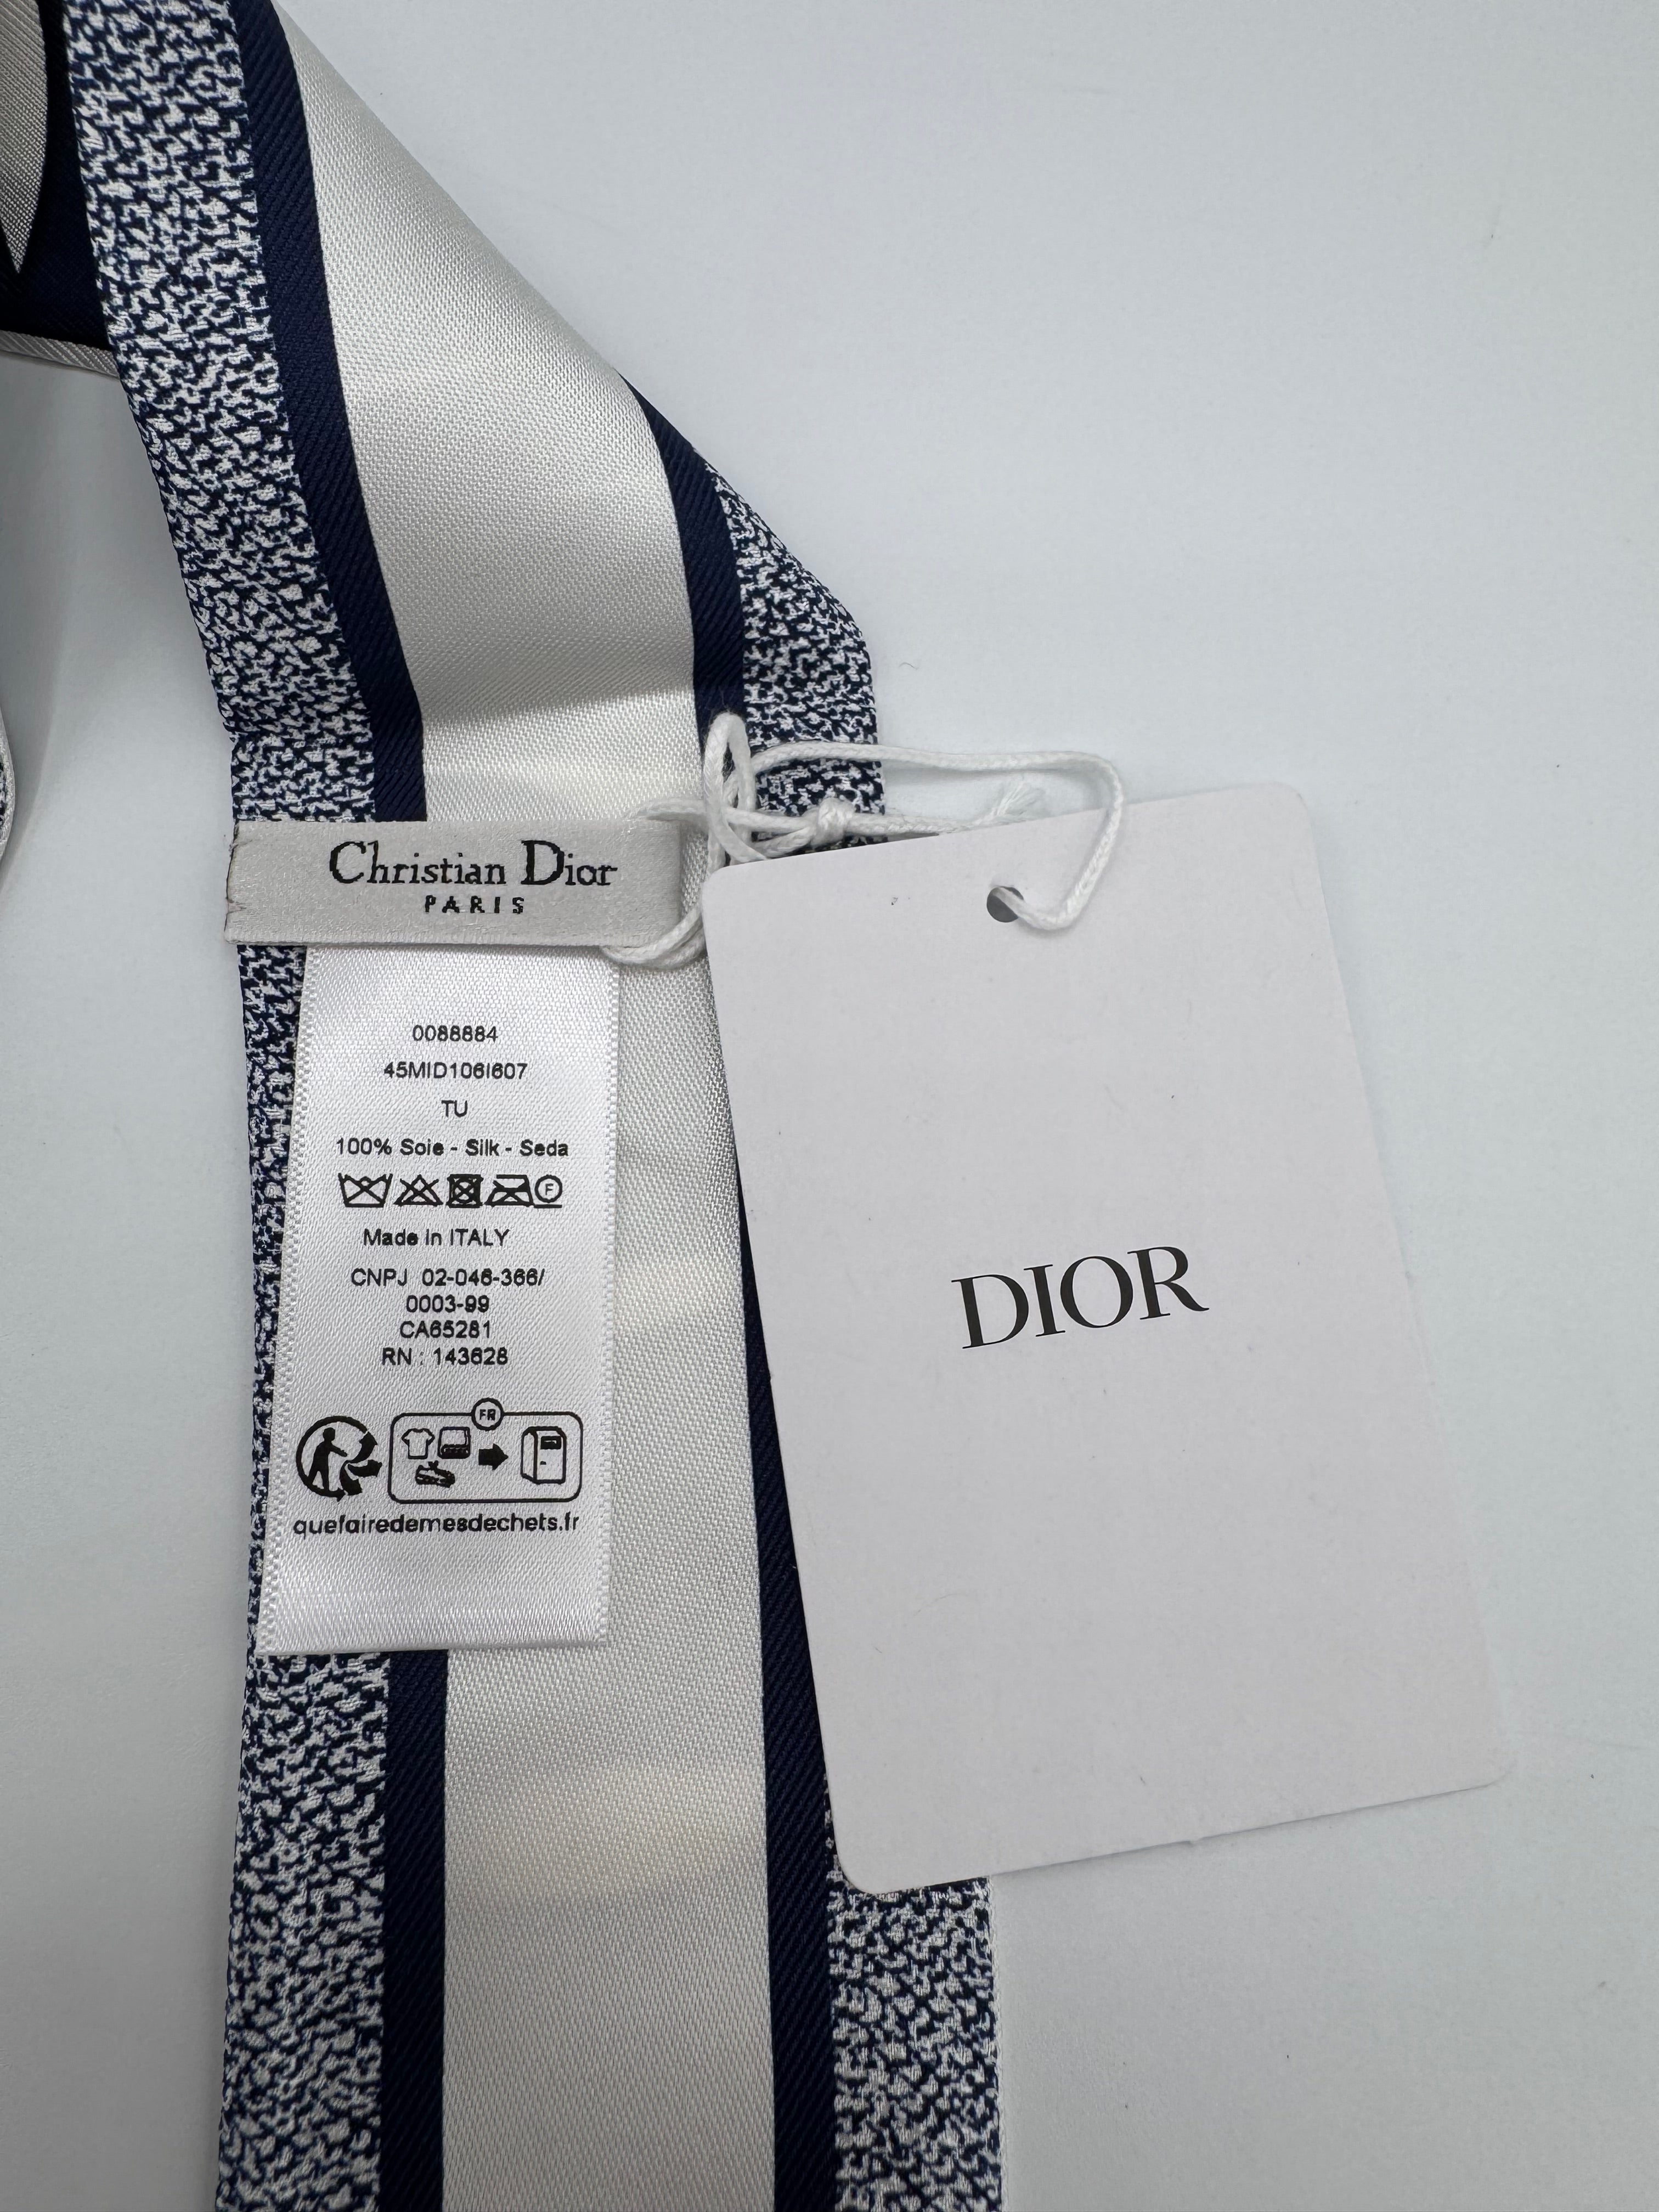 Christian Dior
PARIS
0088884
45MID106I607
TU
100% Soie - Silk - Seda
F
Made in ITALY
CNPJ 02-046-366/
0003-99
CA65281
RN : 143628
FR
quefairedemesdechets.fr
DIOR